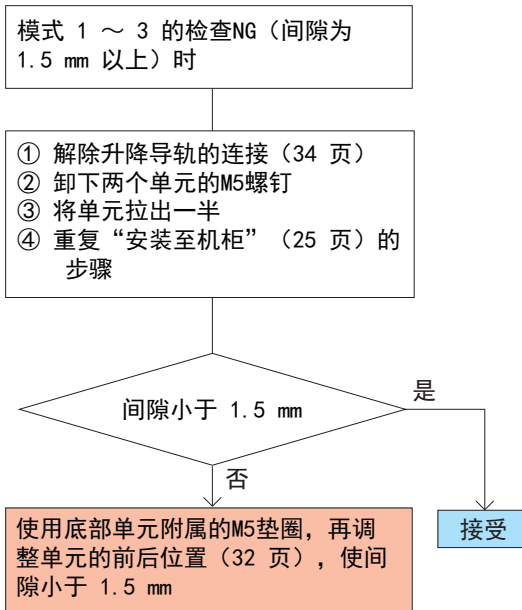 模式 1 ～ 3 的检查NG（间隙为
1.5 mm 以上）时
① 解除升降导轨的连接（34 页）
② 卸下两个单元的M5螺钉
③ 将单元拉出一半
④ 重复“安装至机柜”（25 页）的
步骤
间隙小于 1.5 mm
是
否
使用底部单元附属的M5垫圈，再调
整单元的前后位置（32 页），使间
隙小于 1.5 mm
接受